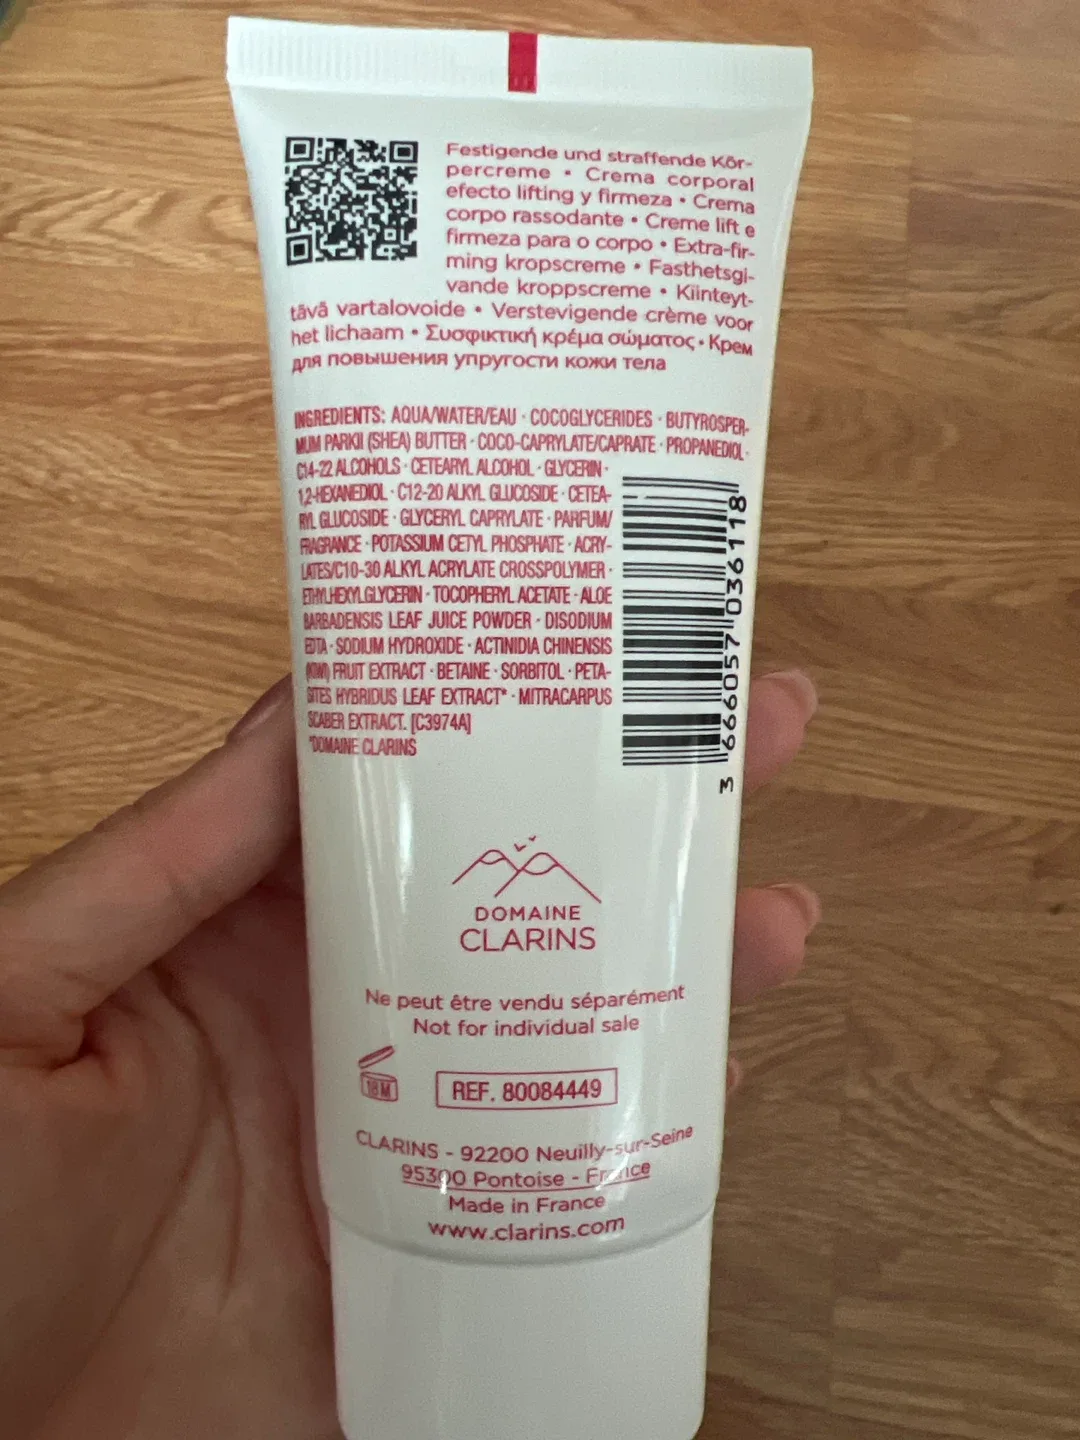 Festigende und straffende Kör-
percreme • Crema corporal
efecto lifting y firmeza • Crema
corpo rassodante • Creme lift e
firmeza para o corpo • Extra-fir-
ming kropscreme • Fasthetsgi-
vande kroppscreme • Kiinteyt-
tävä vartalovoide • Verstevigende crème voor
het lichaam • Συσφικτική κρέμα σώματος • Крем
для повышения упругости кожи тела
INGREDIENTS: AQUA/WATER/EAU · COCOGLYCERIDES · BUTYROSPER-
MUM PARKII (SHEA) BUTTER · COCO-CAPRYLATE/CAPRATE · PROPANEDIOL ·
C14-22 ALCOHOLS · CETEARYL ALCOHOL · GLYCERIN ·
1,2-HEXANEDIOL · C12-20 ALKYL GLUCOSIDE · CETEA-
RYL GLUCOSIDE · GLYCERYL CAPRYLATE · PARFUM/
FRAGRANCE · POTASSIUM CETYL PHOSPHATE · ACRY-
LATES/C10-30 ALKYL ACRYLATE CROSSPOLYMER ·
ETHYLHEXYLGLYCERIN · TOCOPHERYL ACETATE · ALOE
BARBADENSIS LEAF JUICE POWDER · DISODIUM
EDTA · SODIUM HYDROXIDE · ACTINIDIA CHINENSIS
(KIWI) FRUIT EXTRACT · BETAINE · SORBITOL · PETA-
SITES HYBRIDUS LEAF EXTRACT* · MITRACARPUS
SCABER EXTRACT. [C3974A]
*DOMAINE CLARINS
3 666057 036118
DOMAINE
CLARINS
Ne peut être vendu séparément
Not for individual sale
18M
REF. 80084449
CLARINS - 92200 Neuilly-sur-Seine
95300 Pontoise - France
Made in France
www.clarins.com